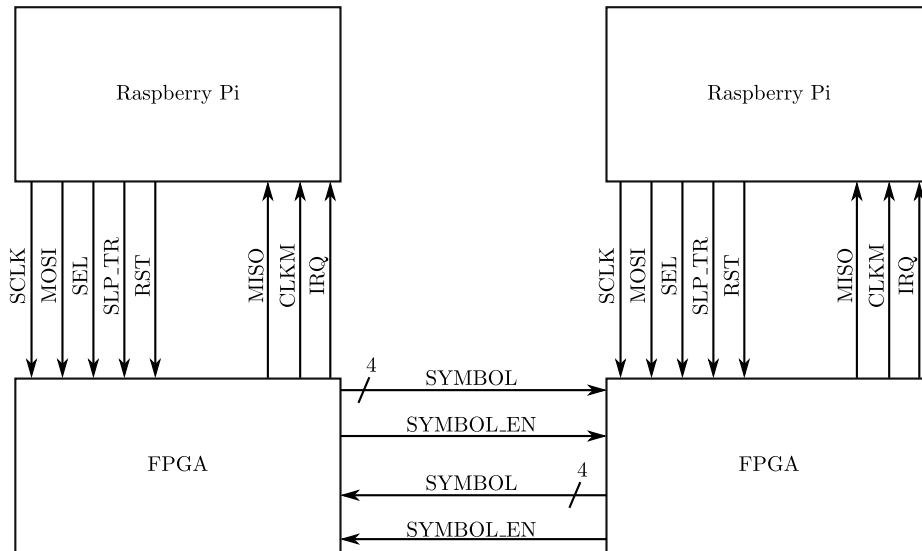 Raspberry Pi
Raspberry Pi
SCLK
MOSI
SEL
SLP_TR
RST
MISO
CLKM
IRQ
SCLK
MOSI
SEL
SLP_TR
RST
MISO
CLKM
IRQ
4
SYMBOL
SYMBOL_EN
4
SYMBOL
SYMBOL_EN
FPGA
FPGA